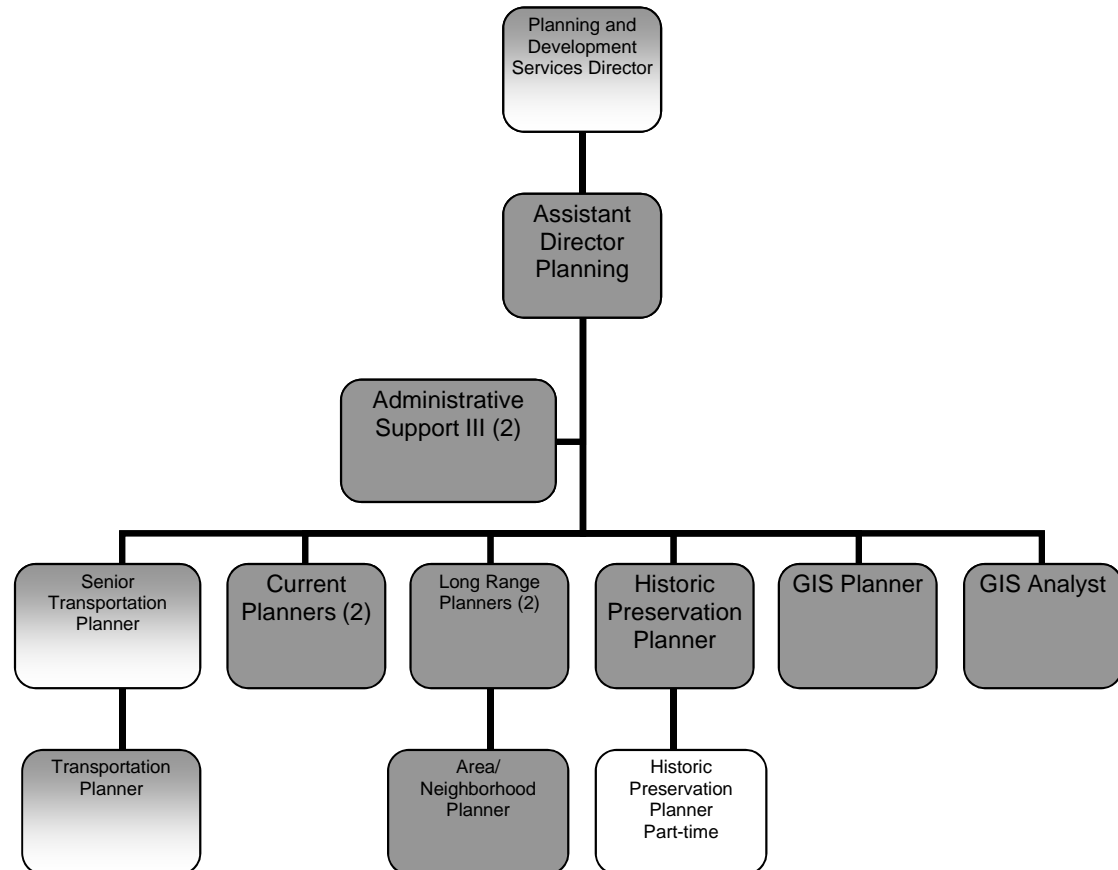 Planning and
Development
Services Director
Assistant
Director
Planning
Administrative
Support III (2)
Senior
Transportation
Planner
Current
Planners (2)
Long Range
Planners (2)
Historic
Preservation
Planner
GIS Planner
GIS Analyst
Transportation
Planner
Area/
Neighborhood
Planner
Historic
Preservation
Planner
Part-time